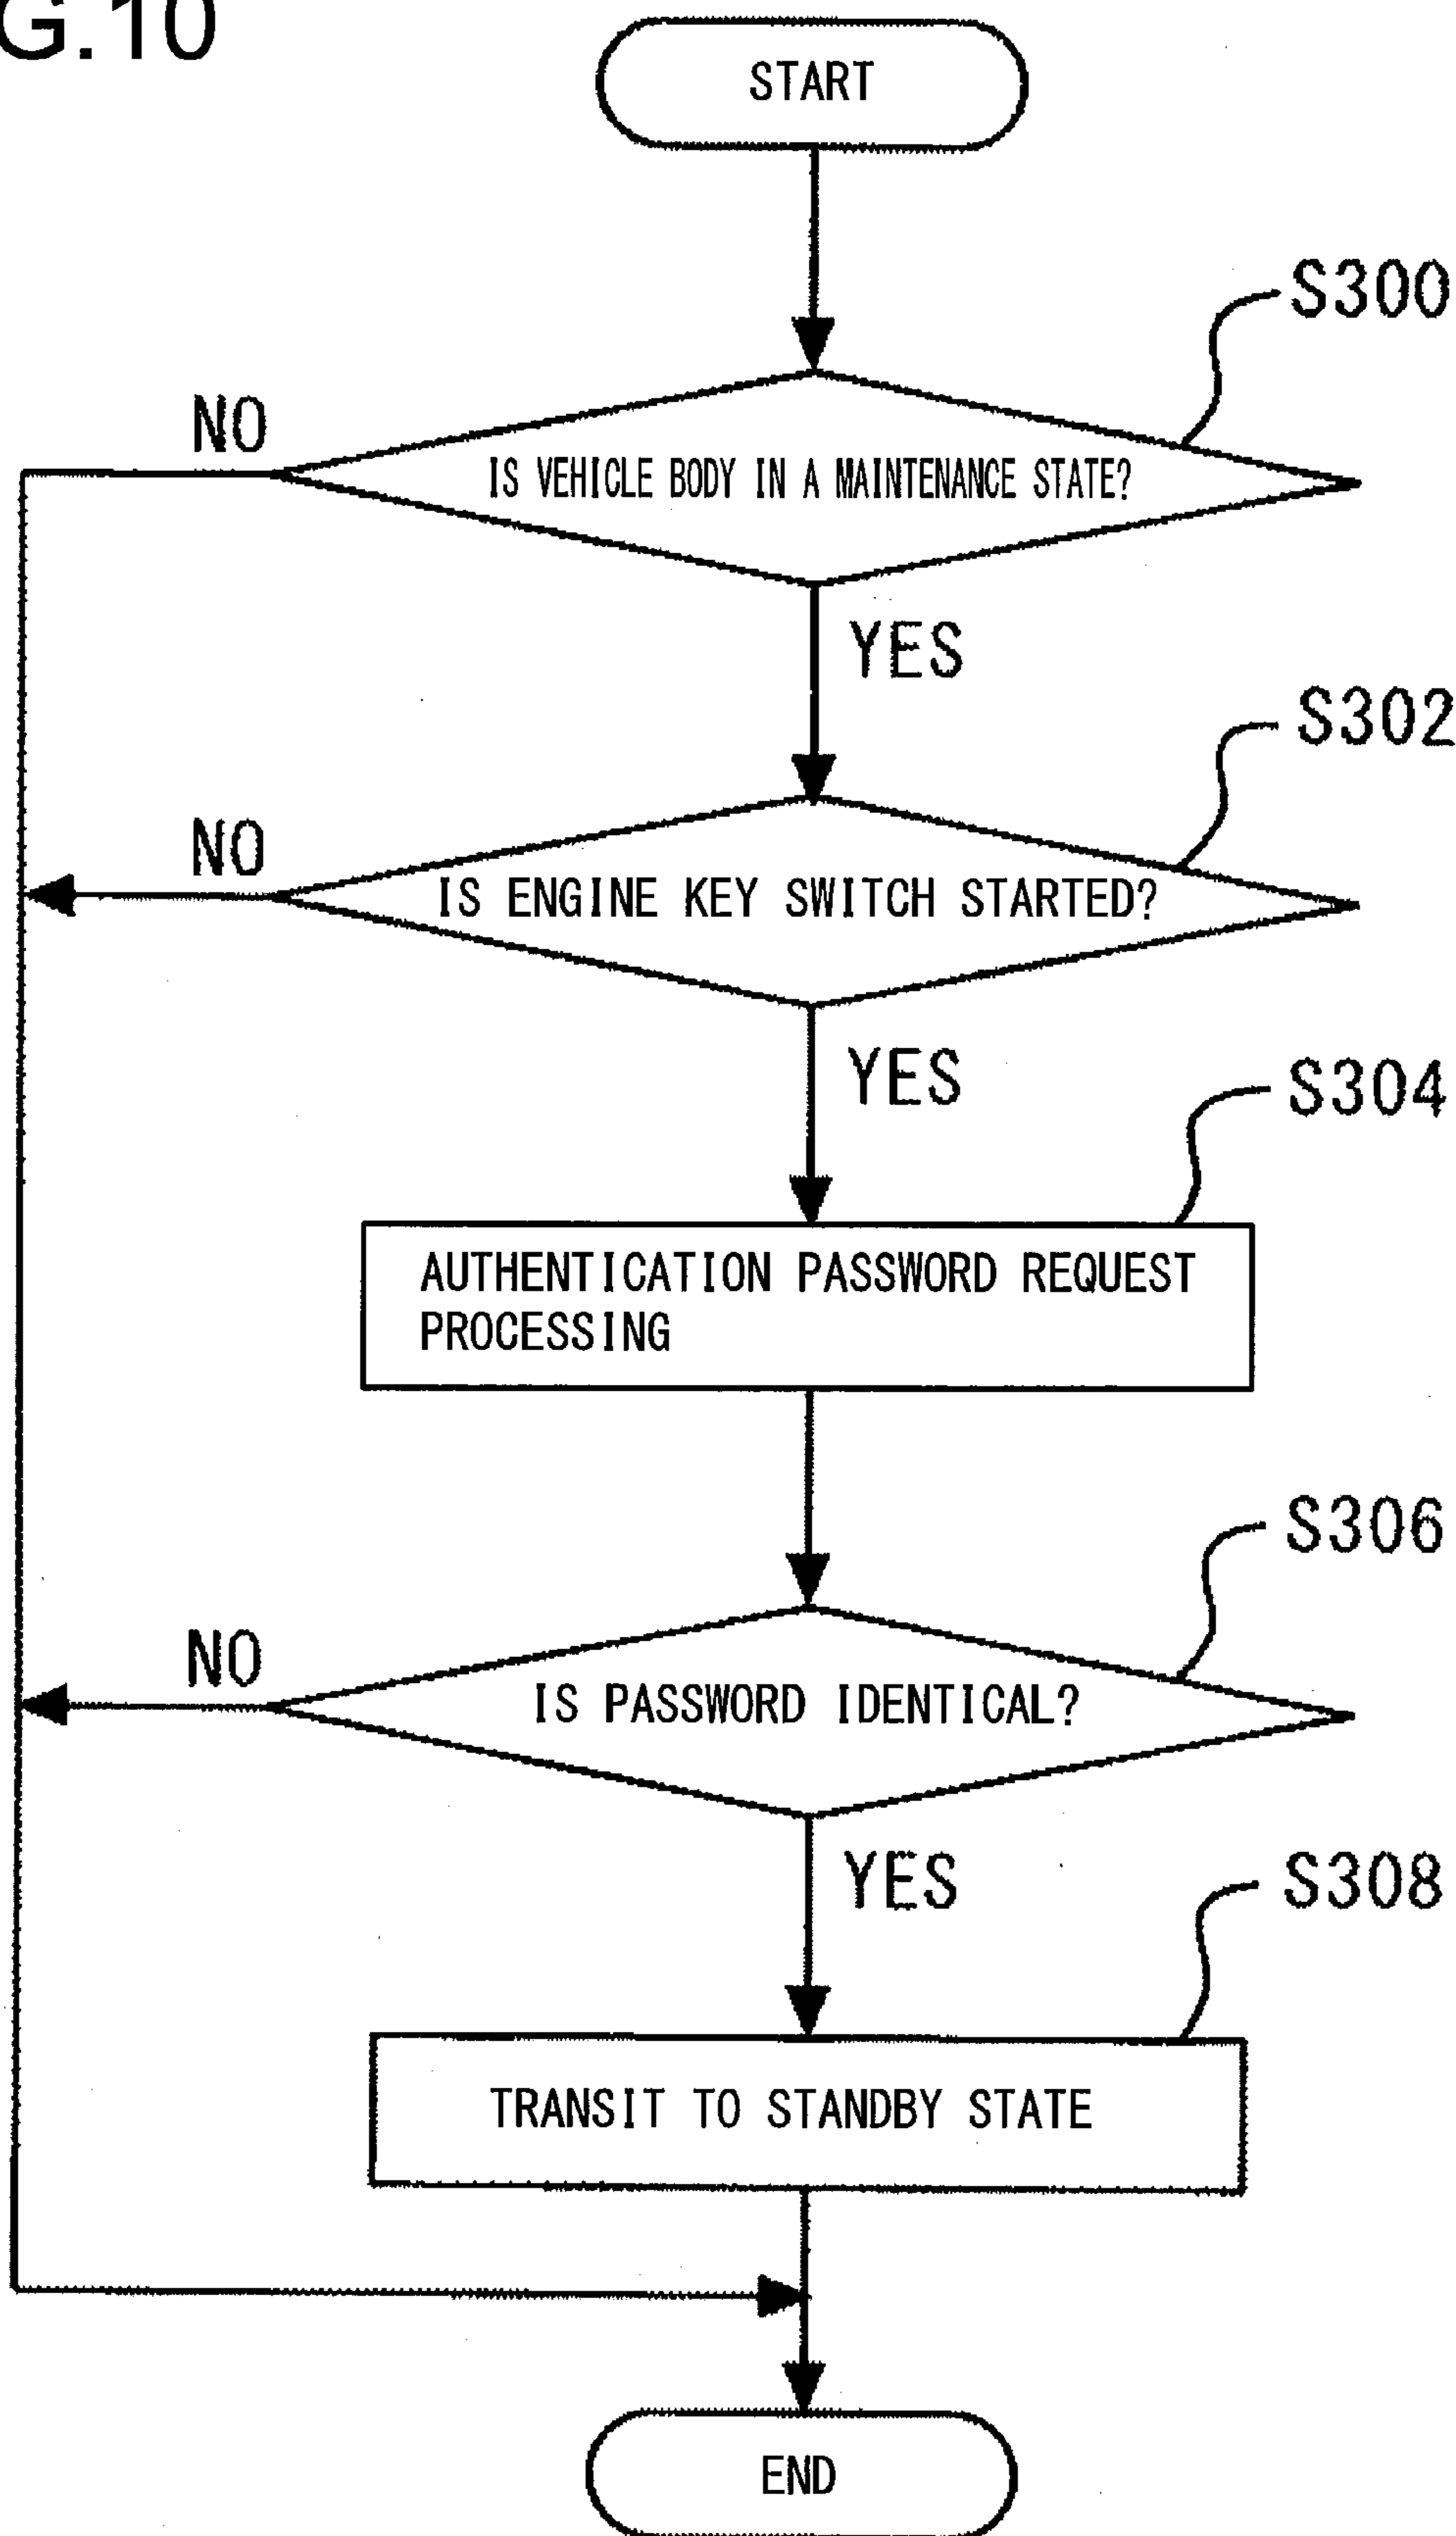 G.10
START
S300
NO
IS VEHICLE BODY IN A MAINTENANCE STATE?
YES
S302
NO
IS ENGINE KEY SWITCH STARTED?
YES
S304
AUTHENTICATION PASSWORD REQUEST
PROCESSING
S306
NO
IS PASSWORD IDENTICAL?
YES
S308
TRANSIT TO STANDBY STATE
END